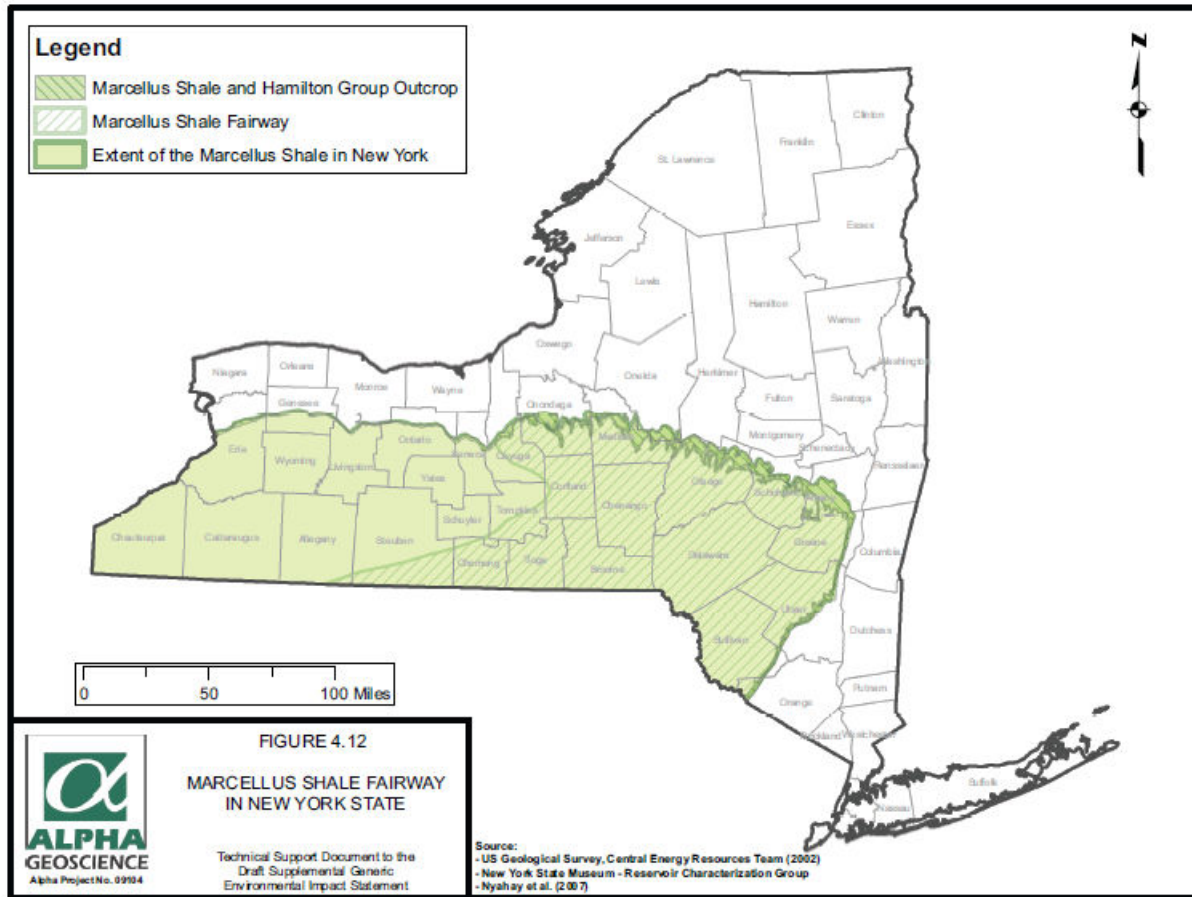 Legend
Marcellus Shale and Hamilton Group Outcrop
Marcellus Shale Fairway
Extent of the Marcellus Shale in New York
N
Clinton
Franklin
St. Lawrence
Essex
Jefferson
Lewis
Hamilton
Warren
Oswego
Washington
Oneida
Herkimer
Niagara
Orleans
Monroe
Wayne
Fulton
Saratoga
Genesee
Onondaga
Montgomery
Schenectady
Madison
Erie
Ontario
Seneca
Cayuga
Rensselaer
Wyoming
Livingston
Yates
Cortland
Otsego
Schoharie
Albany
Chenango
Tompkins
Schuyler
Chautauqua
Cattaraugus
Allegany
Steuben
Delaware
Greene
Columbia
Chemung
Tioga
Broome
Ulster
Dutchess
Sullivan
Putnam
Orange
Rockland
Westchester
Suffolk
Nassau
0 50 100 Miles
α
ALPHA
GEOSCIENCE
Alpha Project No. 09104
FIGURE 4.12
MARCELLUS SHALE FAIRWAY
IN NEW YORK STATE
Technical Support Document to the
Draft Supplemental Generic
Environmental Impact Statement
Source:
- US Geological Survey, Central Energy Resources Team (2002)
- New York State Museum - Reservoir Characterization Group
- Nyahay et al. (2007)